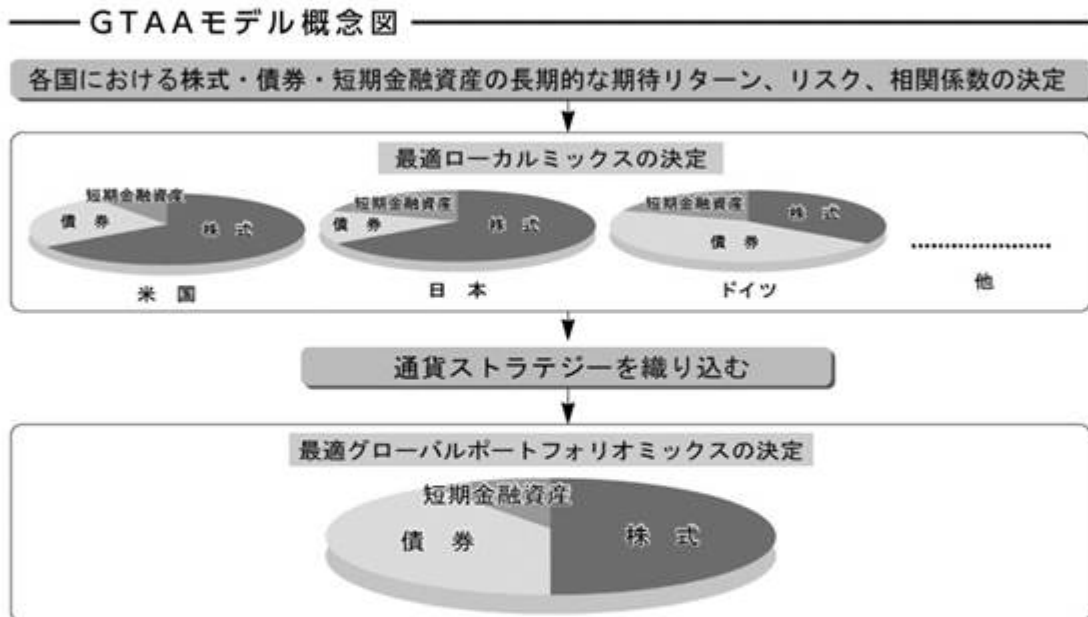 GTAAモデル概念図
各国における株式・債券・短期金融資産の長期的な期待リターン、リスク、相関係数の決定
最適ローカルミックスの決定
短期金融資産
債 券
株 式
米 国
短期金融資産
債 券
株 式
日 本
短期金融資産
株 式
債 券
ドイツ
他
通貨ストラテジーを織り込む
最適グローバルポートフォリオミックスの決定
短期金融資産
債 券
株 式